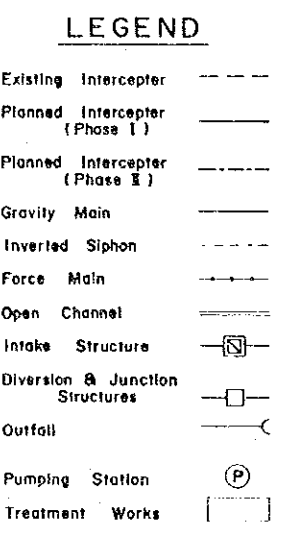 LEGEND
Existing Intercepter
Planned Intercepter
(Phase I)
Planned Intercepter
(Phase II)
Gravity Main
Inverted Siphon
Force Main
Open Channel
Intake Structure
Diversion & Junction
Structures
Outfall
Pumping Station P
Treatment Works